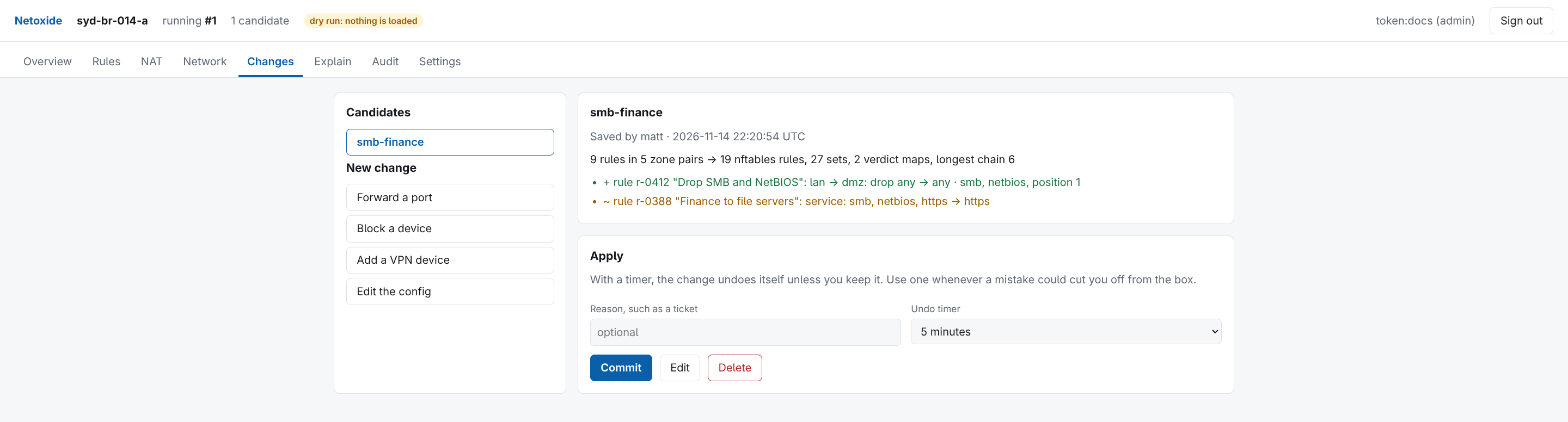 Netoxide syd-br-014-a running #1 1 candidate dry run: nothing is loaded token:docs (admin) Sign out
Overview Rules NAT Network Changes Explain Audit Settings
Candidates
smb-finance
New change
Forward a port
Block a device
Add a VPN device
Edit the config
smb-finance
Saved by matt · 2026-11-14 22:20:54 UTC
9 rules in 5 zone pairs → 19 nftables rules, 27 sets, 2 verdict maps, longest chain 6
• + rule r-0412 "Drop SMB and NetBIOS": lan → dmz: drop any → any · smb, netbios, position 1
• ~ rule r-0388 "Finance to file servers": service: smb, netbios, https → https
Apply
With a timer, the change undoes itself unless you keep it. Use one whenever a mistake could cut you off from the box.
Reason, such as a ticket Undo timer
optional 5 minutes
Commit Edit Delete